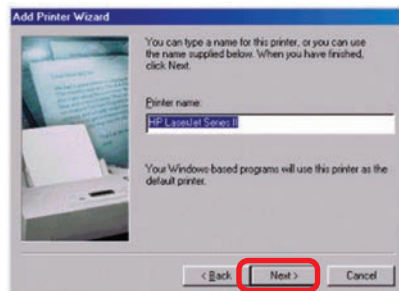 Add Printer Wizard
You can type a name for this printer, or you can use
the name supplied below. When you have finished,
click Next.
Printer name:
HP LaserJet Series II
Your Windows-based programs will use this printer as the
default printer.
< Back
Next >
Cancel